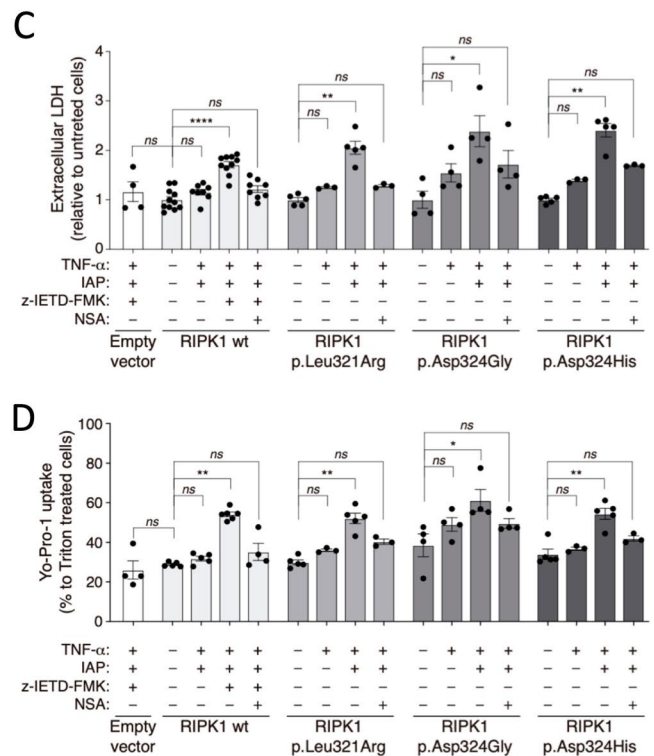 C
Extracellular LDH
(relative to untreated cells)
4
3
2
1
0
ns
ns
****
ns
ns
**
ns
ns
*
ns
ns
**
ns
TNF-α: + − + + + − + + + − + + + − + + +
IAP: + − + + + − + + + − + + + − + + +
z-IETD-FMK: + − − + + − − + + − − + + − − + +
NSA: − − − − + − − − + − − − + − − − +
Empty vector
RIPK1 wt
RIPK1 p.Leu321Arg
RIPK1 p.Asp324Gly
RIPK1 p.Asp324His
D
Yo-Pro-1 uptake
(% to Triton treated cells)
100
80
60
40
20
0
ns
ns
**
ns
ns
**
ns
ns
*
ns
ns
**
ns
TNF-α: + − + + + − + + + − + + + − + + +
IAP: + − + + + − + + + − + + + − + + +
z-IETD-FMK: + − − + + − − + + − − + + − − + +
NSA: − − − − + − − − + − − − + − − − +
Empty vector
RIPK1 wt
RIPK1 p.Leu321Arg
RIPK1 p.Asp324Gly
RIPK1 p.Asp324His